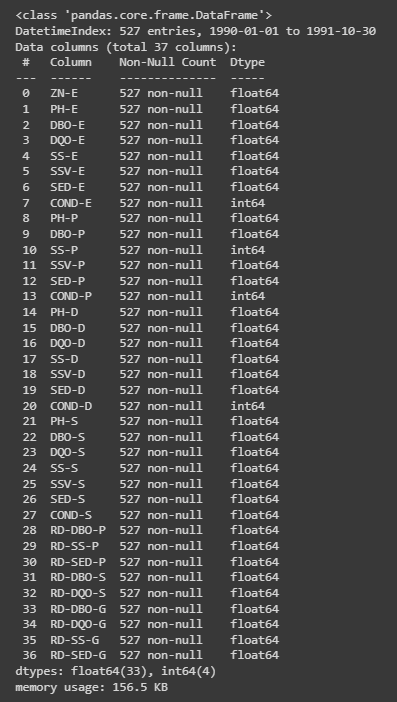 <class 'pandas.core.frame.DataFrame'>
DatetimeIndex: 527 entries, 1990-01-01 to 1991-10-30
Data columns (total 37 columns):
 #   Column    Non-Null Count  Dtype
---  ------    --------------  -----
 0   ZN-E      527 non-null    float64
 1   PH-E      527 non-null    float64
 2   DBO-E     527 non-null    float64
 3   DQO-E     527 non-null    float64
 4   SS-E      527 non-null    float64
 5   SSV-E     527 non-null    float64
 6   SED-E     527 non-null    float64
 7   COND-E    527 non-null    int64
 8   PH-P      527 non-null    float64
 9   DBO-P     527 non-null    float64
 10  SS-P      527 non-null    int64
 11  SSV-P     527 non-null    float64
 12  SED-P     527 non-null    float64
 13  COND-P    527 non-null    int64
 14  PH-D      527 non-null    float64
 15  DBO-D     527 non-null    float64
 16  DQO-D     527 non-null    float64
 17  SS-D      527 non-null    float64
 18  SSV-D     527 non-null    float64
 19  SED-D     527 non-null    float64
 20  COND-D    527 non-null    int64
 21  PH-S      527 non-null    float64
 22  DBO-S     527 non-null    float64
 23  DQO-S     527 non-null    float64
 24  SS-S      527 non-null    float64
 25  SSV-S     527 non-null    float64
 26  SED-S     527 non-null    float64
 27  COND-S    527 non-null    float64
 28  RD-DBO-P  527 non-null    float64
 29  RD-SS-P   527 non-null    float64
 30  RD-SED-P  527 non-null    float64
 31  RD-DBO-S  527 non-null    float64
 32  RD-DQO-S  527 non-null    float64
 33  RD-DBO-G  527 non-null    float64
 34  RD-DQO-G  527 non-null    float64
 35  RD-SS-G   527 non-null    float64
 36  RD-SED-G  527 non-null    float64
dtypes: float64(33), int64(4)
memory usage: 156.5 KB